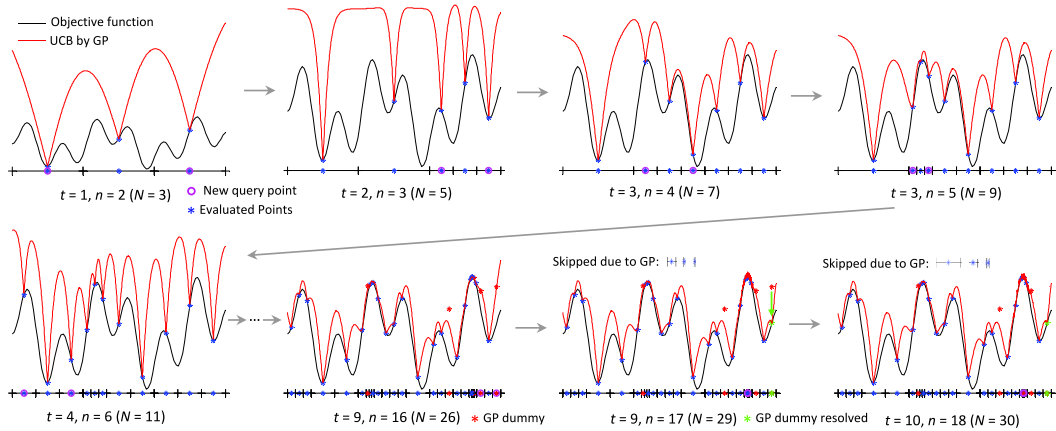 Objective function
UCB by GP
t = 1, n = 2 (N = 3)
t = 2, n = 3 (N = 5)
t = 3, n = 4 (N = 7)
t = 3, n = 5 (N = 9)
New query point
Evaluated Points
Skipped due to GP:
Skipped due to GP:
...
t = 4, n = 6 (N = 11)
t = 9, n = 16 (N = 26)
GP dummy
t = 9, n = 17 (N = 29)
GP dummy resolved
t = 10, n = 18 (N = 30)